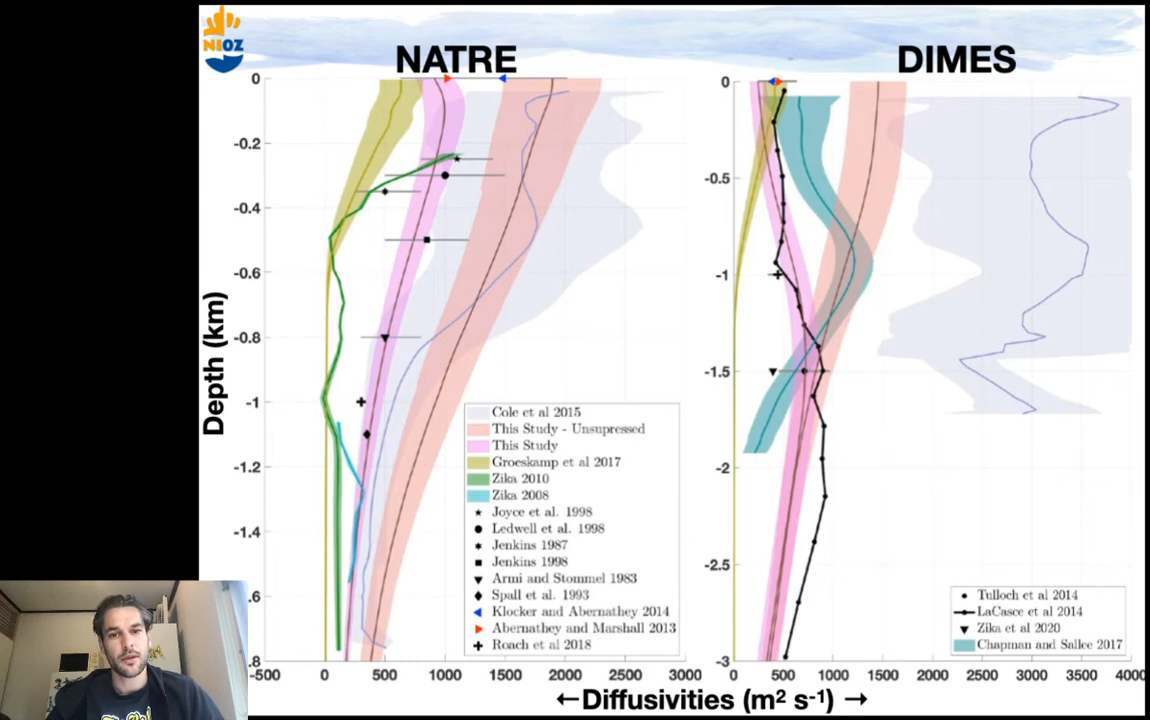 NIOZ
NATRE
DIMES
0
-0.2
-0.4
-0.6
-0.8
-1
-1.2
-1.4
.6
.8
Depth (km)
-500
0
500
1000
1500
2000
2500
3000
Cole et al 2015
This Study - Unsupressed
This Study
Groeskamp et al 2017
Zika 2010
Zika 2008
Joyce et al. 1998
Ledwell et al. 1998
Jenkins 1987
Jenkins 1998
Armi and Stommel 1983
Spall et al. 1993
Klocker and Abernathey 2014
Abernathey and Marshall 2013
Roach et al 2018
0
-0.5
-1
-1.5
-2
-2.5
-3
0
500
1000
1500
2000
2500
3000
3500
4000
Tulloch et al 2014
LaCasce et al 2014
Zika et al 2020
Chapman and Sallee 2017
←Diffusivities (m² s⁻¹) →